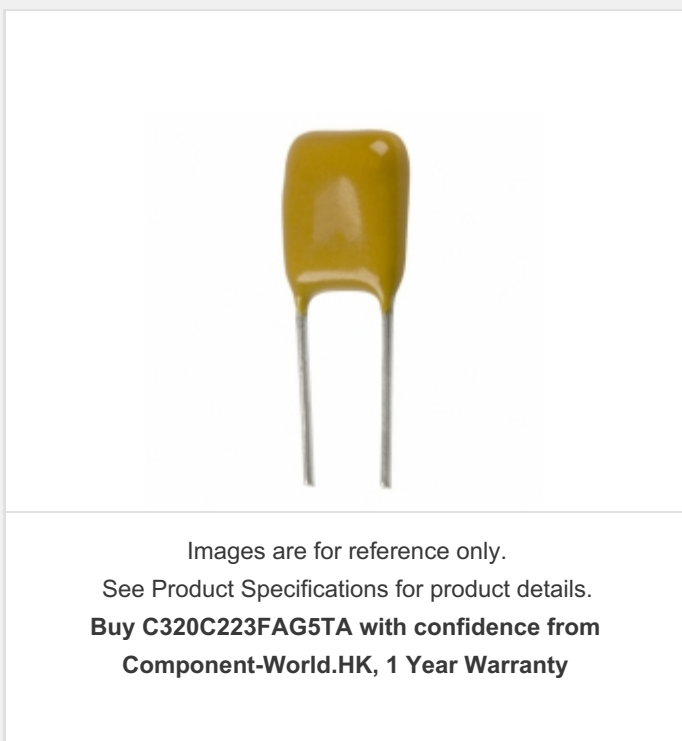 Images are for reference only.
See Product Specifications for product details.
Buy C320C223FAG5TA with confidence from
Component-World.HK, 1 Year Warranty